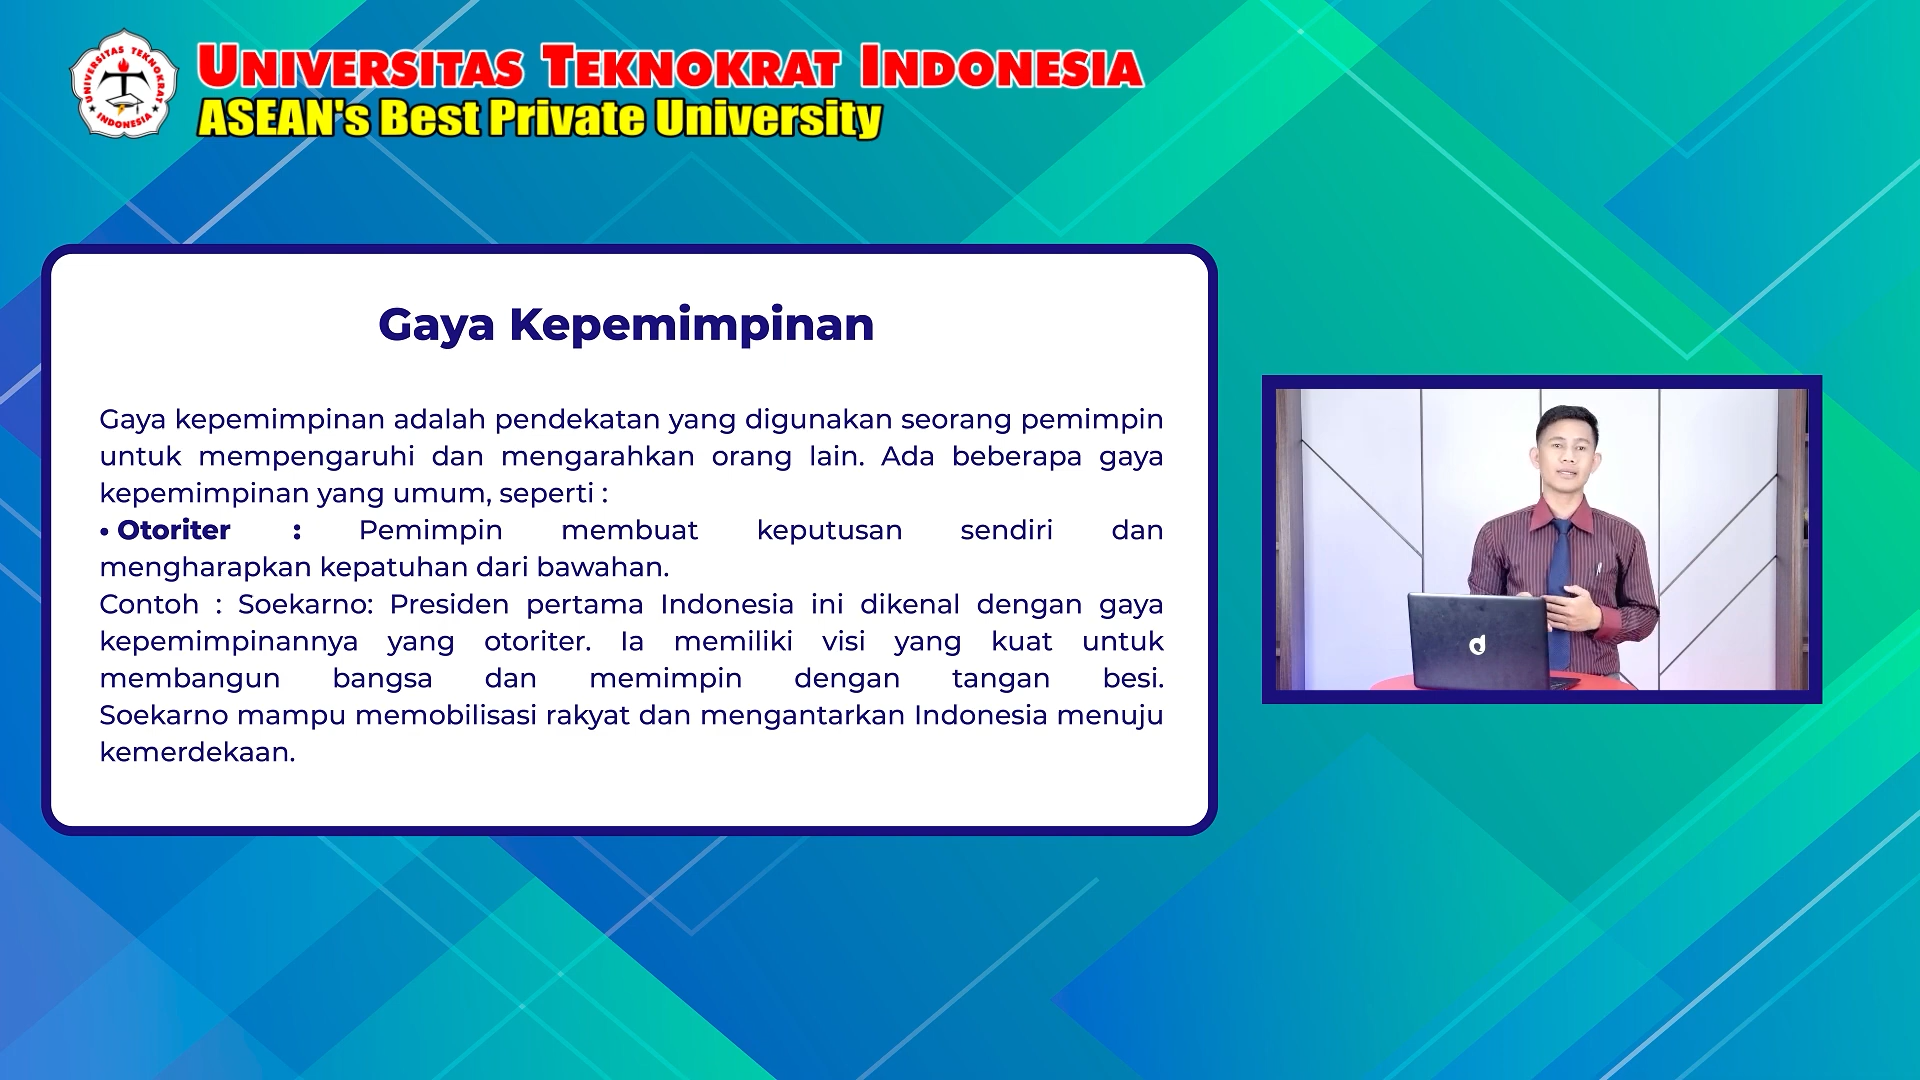 UNIVERSITAS TEKNOKRAT
INDONESIA
UNIVERSITAS TEKNOKRAT INDONESIA
ASEAN's Best Private University
Gaya Kepemimpinan
Gaya kepemimpinan adalah pendekatan yang digunakan seorang pemimpin
untuk mempengaruhi dan mengarahkan orang lain. Ada beberapa gaya
kepemimpinan yang umum, seperti :
• Otoriter : Pemimpin membuat keputusan sendiri dan
mengharapkan kepatuhan dari bawahan.
Contoh : Soekarno: Presiden pertama Indonesia ini dikenal dengan gaya
kepemimpinannya yang otoriter. Ia memiliki visi yang kuat untuk
membangun bangsa dan memimpin dengan tangan besi.
Soekarno mampu memobilisasi rakyat dan mengantarkan Indonesia menuju
kemerdekaan.
d